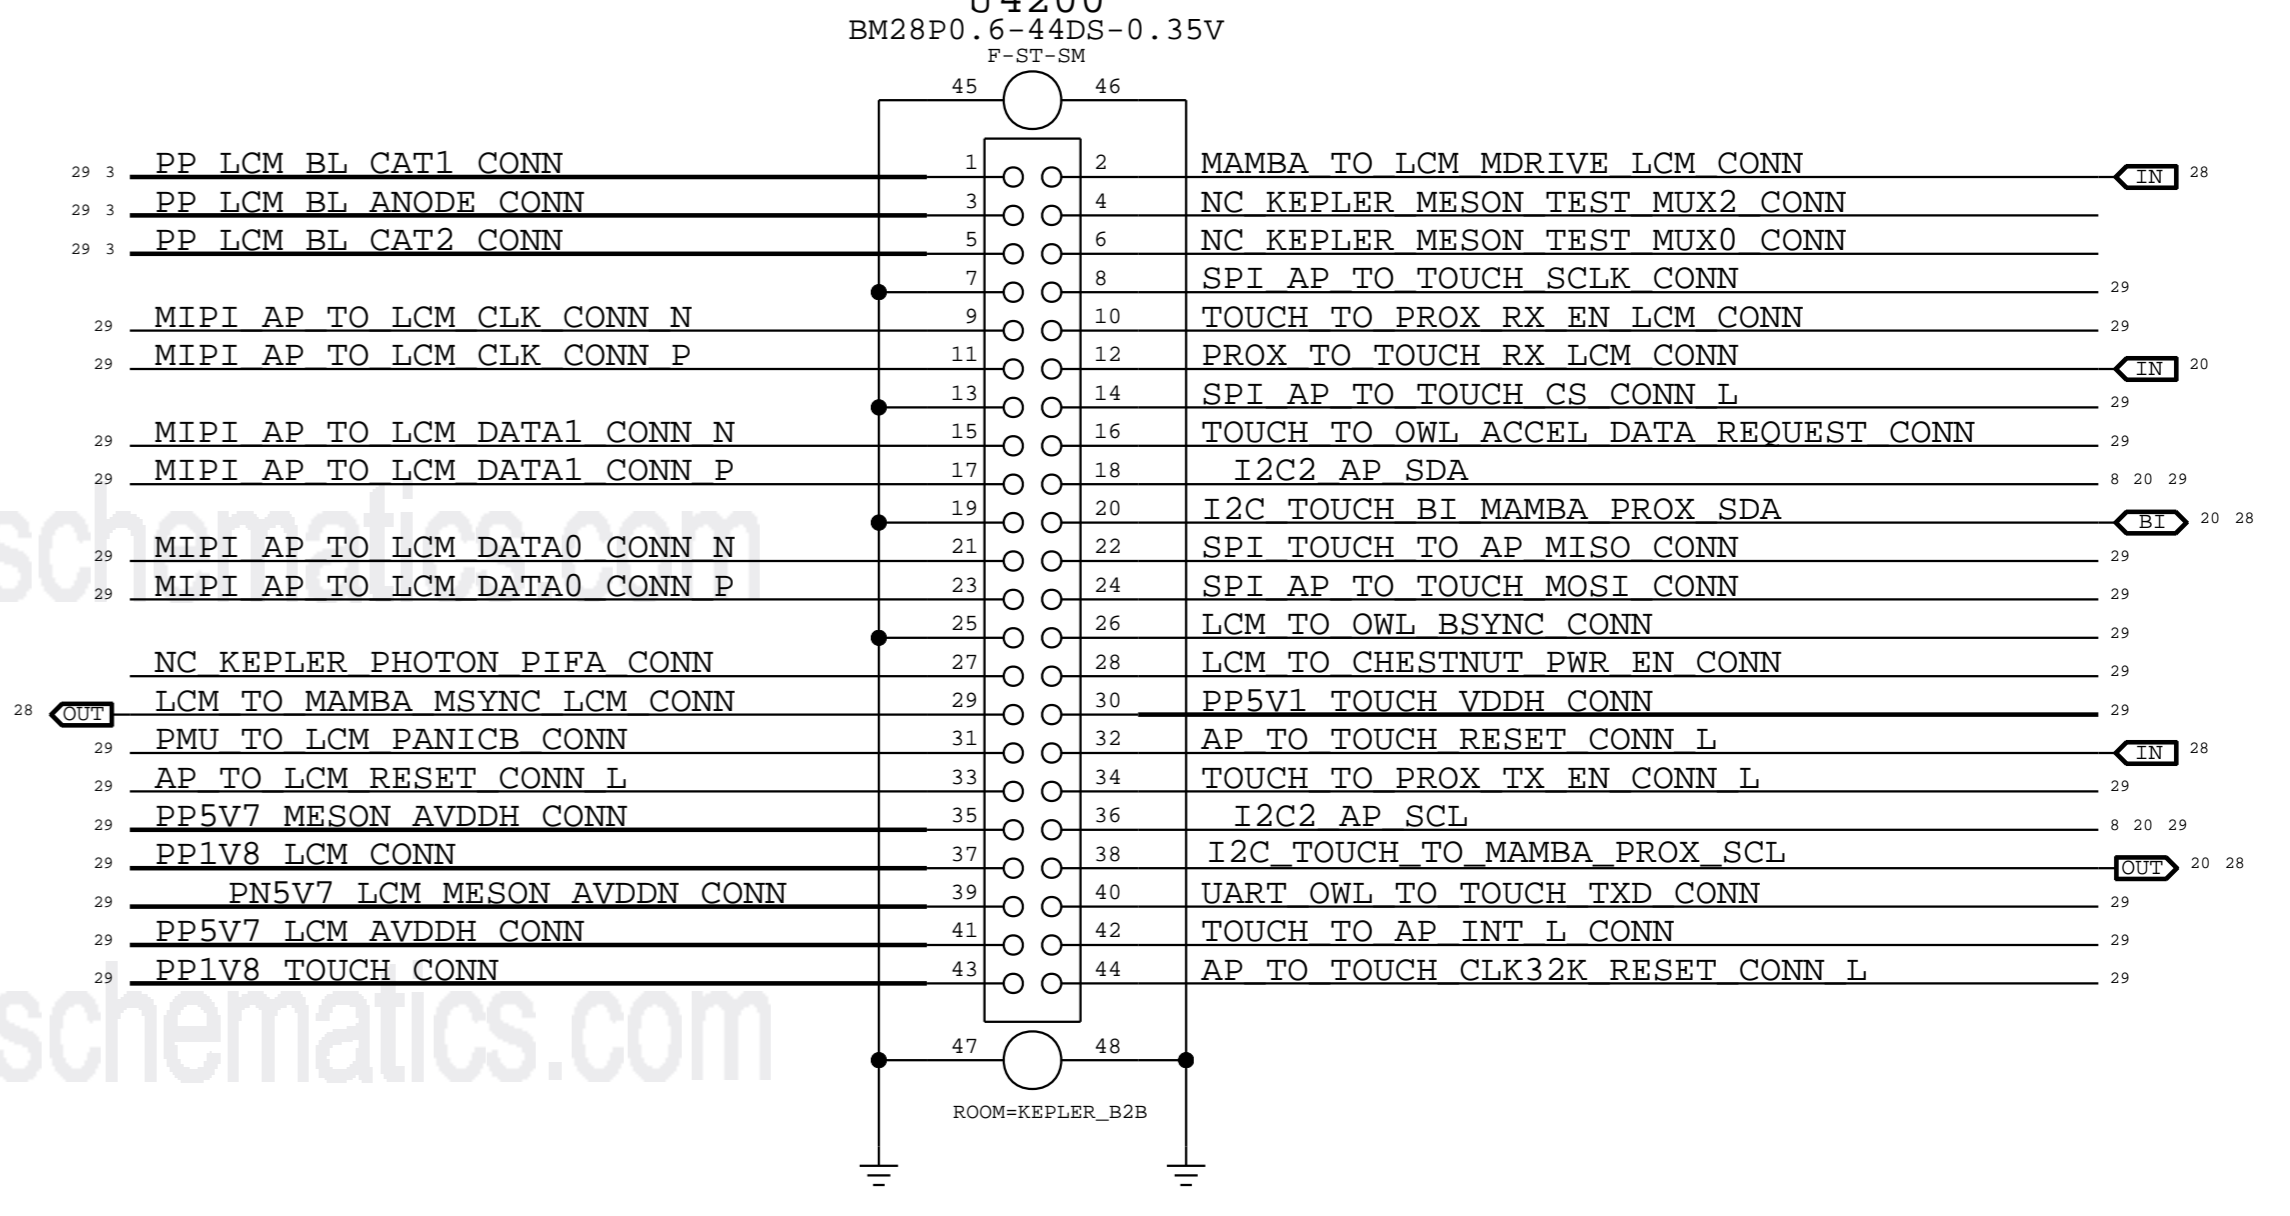 U4200
BM28P0.6-44DS-0.35V
F-ST-SM
45 46
29 3 PP_LCM_BL_CAT1_CONN 1 2 MAMBA_TO_LCM_MDRIVE_LCM_CONN IN 28
29 3 PP_LCM_BL_ANODE_CONN 3 4 NC_KEPLER_MESON_TEST_MUX2_CONN
29 3 PP_LCM_BL_CAT2_CONN 5 6 NC_KEPLER_MESON_TEST_MUX0_CONN
7 8 SPI_AP_TO_TOUCH_SCLK_CONN 29
29 MIPI_AP_TO_LCM_CLK_CONN_N 9 10 TOUCH_TO_PROX_RX_EN_LCM_CONN 29
29 MIPI_AP_TO_LCM_CLK_CONN_P 11 12 PROX_TO_TOUCH_RX_LCM_CONN IN 20
13 14 SPI_AP_TO_TOUCH_CS_CONN_L 29
29 MIPI_AP_TO_LCM_DATA1_CONN_N 15 16 TOUCH_TO_OWL_ACCEL_DATA_REQUEST_CONN 29
29 MIPI_AP_TO_LCM_DATA1_CONN_P 17 18 I2C2_AP_SDA 8 20 29
schematics.com
19 20 I2C_TOUCH_BI_MAMBA_PROX_SDA BI 20 28
29 MIPI_AP_TO_LCM_DATA0_CONN_N 21 22 SPI_TOUCH_TO_AP_MISO_CONN 29
29 MIPI_AP_TO_LCM_DATA0_CONN_P 23 24 SPI_AP_TO_TOUCH_MOSI_CONN 29
25 26 LCM_TO_OWL_BSYNC_CONN 29
NC_KEPLER_PHOTON_PIFA_CONN 27 28 LCM_TO_CHESTNUT_PWR_EN_CONN 29
28 OUT LCM_TO_MAMBA_MSYNC_LCM_CONN 29 30 PP5V1_TOUCH_VDDH_CONN 29
29 PMU_TO_LCM_PANICB_CONN 31 32 AP_TO_TOUCH_RESET_CONN_L IN 28
29 AP_TO_LCM_RESET_CONN_L 33 34 TOUCH_TO_PROX_TX_EN_CONN_L 29
29 PP5V7_MESON_AVDDH_CONN 35 36 I2C2_AP_SCL 8 20 29
29 PP1V8_LCM_CONN 37 38 I2C_TOUCH_TO_MAMBA_PROX_SCL OUT 20 28
29 PN5V7_LCM_MESON_AVDDN_CONN 39 40 UART_OWL_TO_TOUCH_TXD_CONN 29
29 PP5V7_LCM_AVDDH_CONN 41 42 TOUCH_TO_AP_INT_L_CONN 29
29 PP1V8_TOUCH_CONN 43 44 AP_TO_TOUCH_CLK32K_RESET_CONN_L 29
schematics.com
47 48
ROOM=KEPLER_B2B